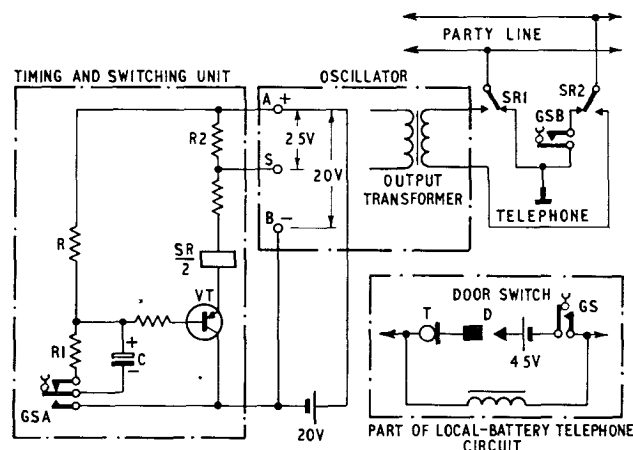 PARTY LINE
TIMING AND SWITCHING UNIT
OSCILLATOR
A +
SR1
SR2
R2
2·5V
GSB
S
20V
OUTPUT
TRANSFORMER
B −
TELEPHONE
R
SR
2
VT
DOOR SWITCH
T
D
GS
R1
+
C
−
4·5V
GSA
20V
PART OF LOCAL-BATTERY TELEPHONE
CIRCUIT